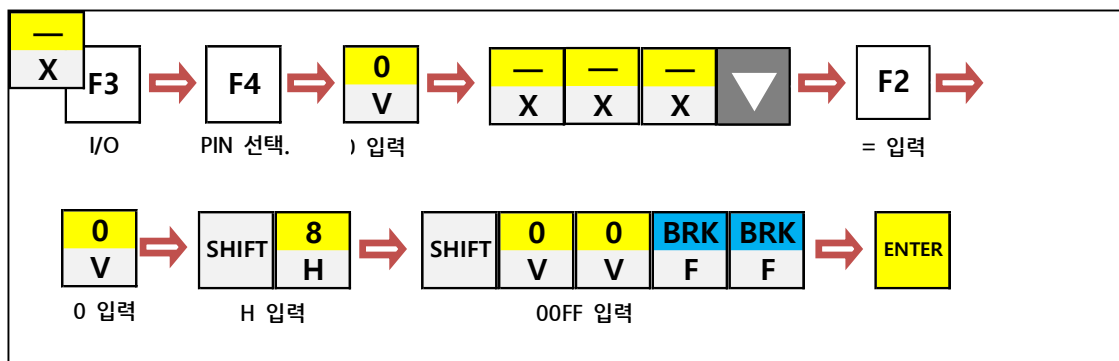 —
X
F3 F4 0 V — X — X — X F2
I/O PIN 선택. 입력 = 입력
0 V SHIFT 8 H SHIFT 0 V 0 V BRK F BRK F ENTER
0 입력 H 입력 00FF 입력